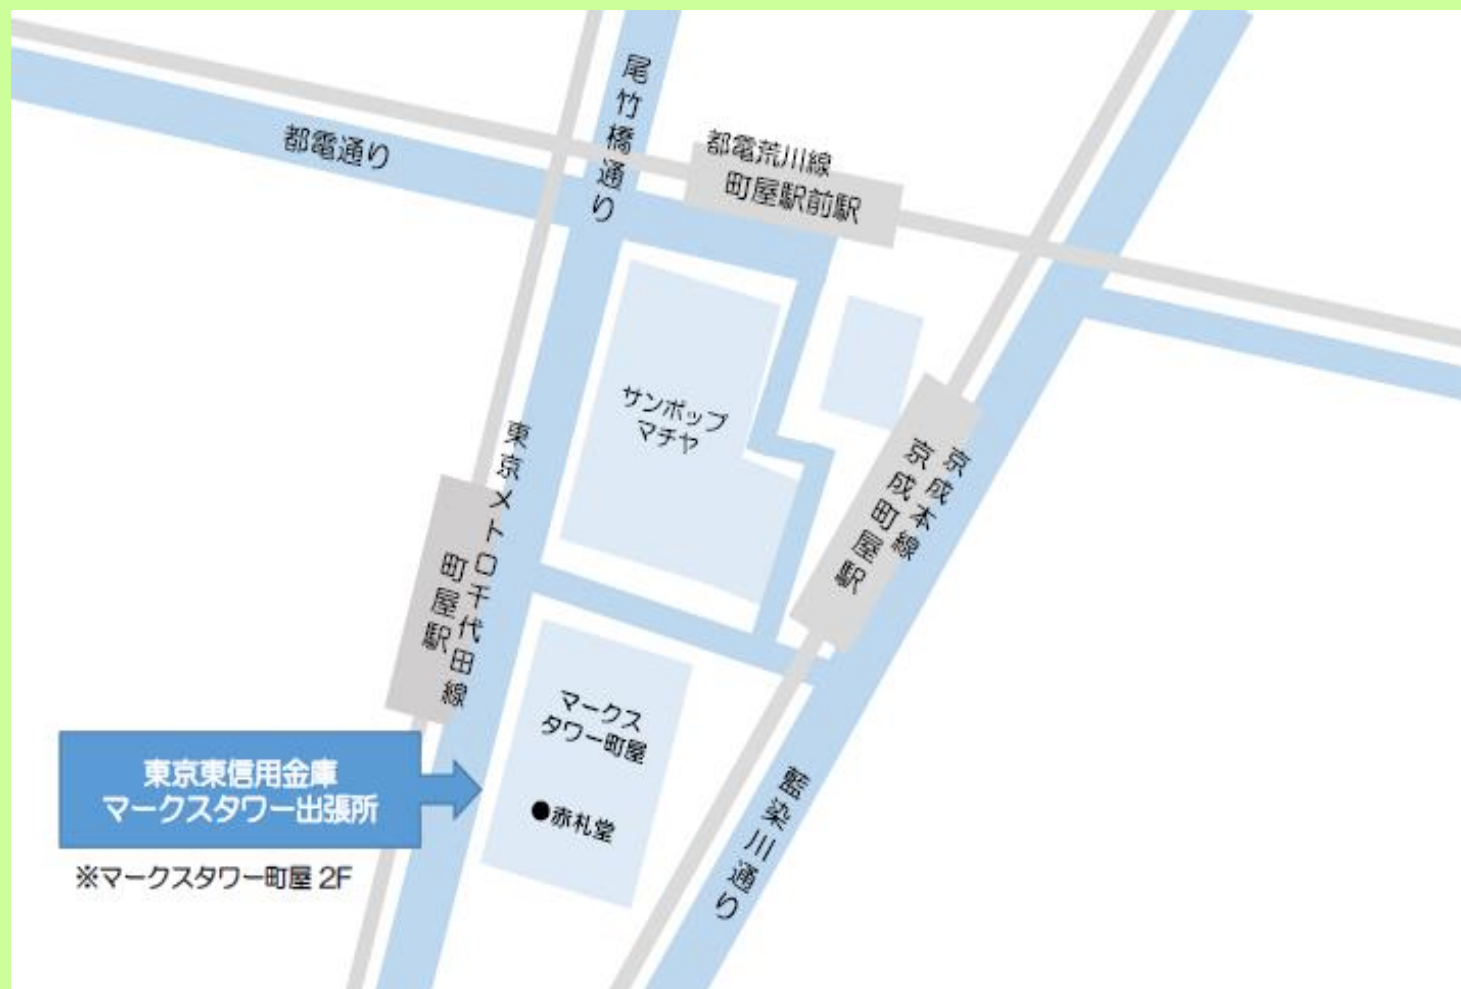 尾竹橋通り
都電通り
都電荒川線
町屋駅前駅
サンポップ
マチヤ
東京メトロ千代田線
町屋駅
京成本線
京成町屋駅
マークス
タワー町屋
●赤札堂
東京東信用金庫
マークスタワー出張所
※マークスタワー町屋 2F
藍染川通り